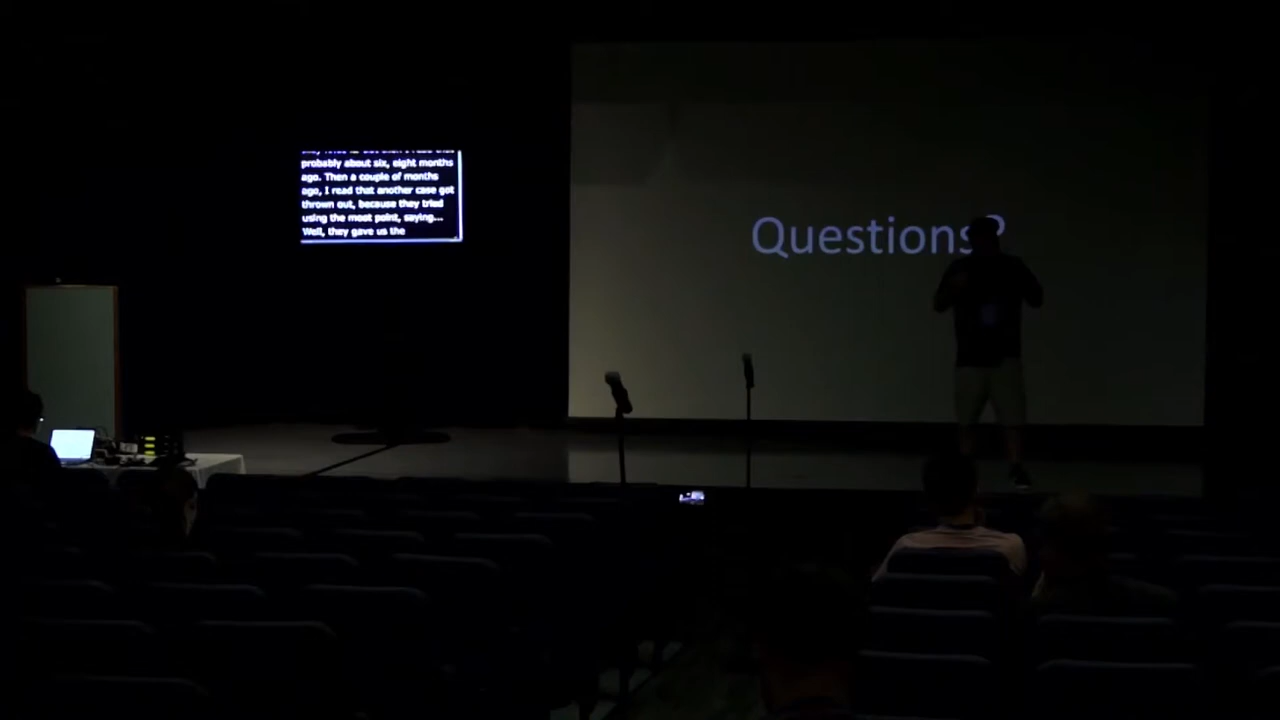 probably about six, eight months
ago. Then a couple of months
ago, I read that another case got
thrown out, because they tried
using the moot point, saying...
Well, they gave us the
Questions?